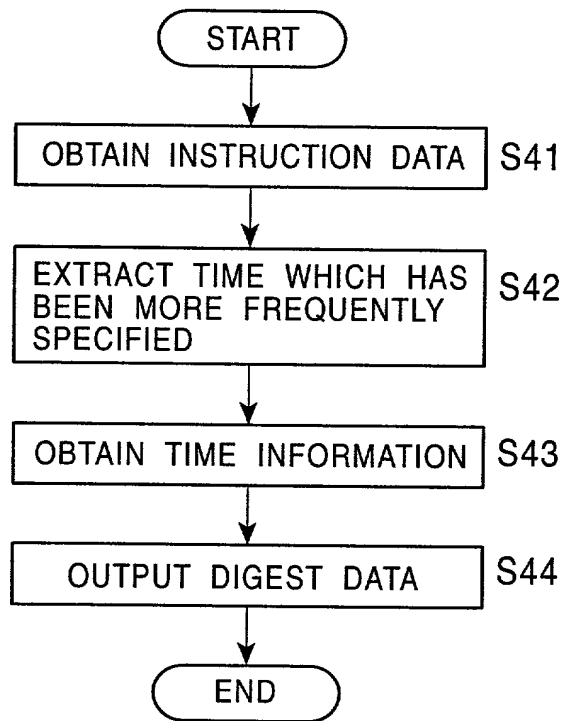 START
OBTAIN INSTRUCTION DATA S41
EXTRACT TIME WHICH HAS
BEEN MORE FREQUENTLY
SPECIFIED
S42
OBTAIN TIME INFORMATION S43
OUTPUT DIGEST DATA S44
END